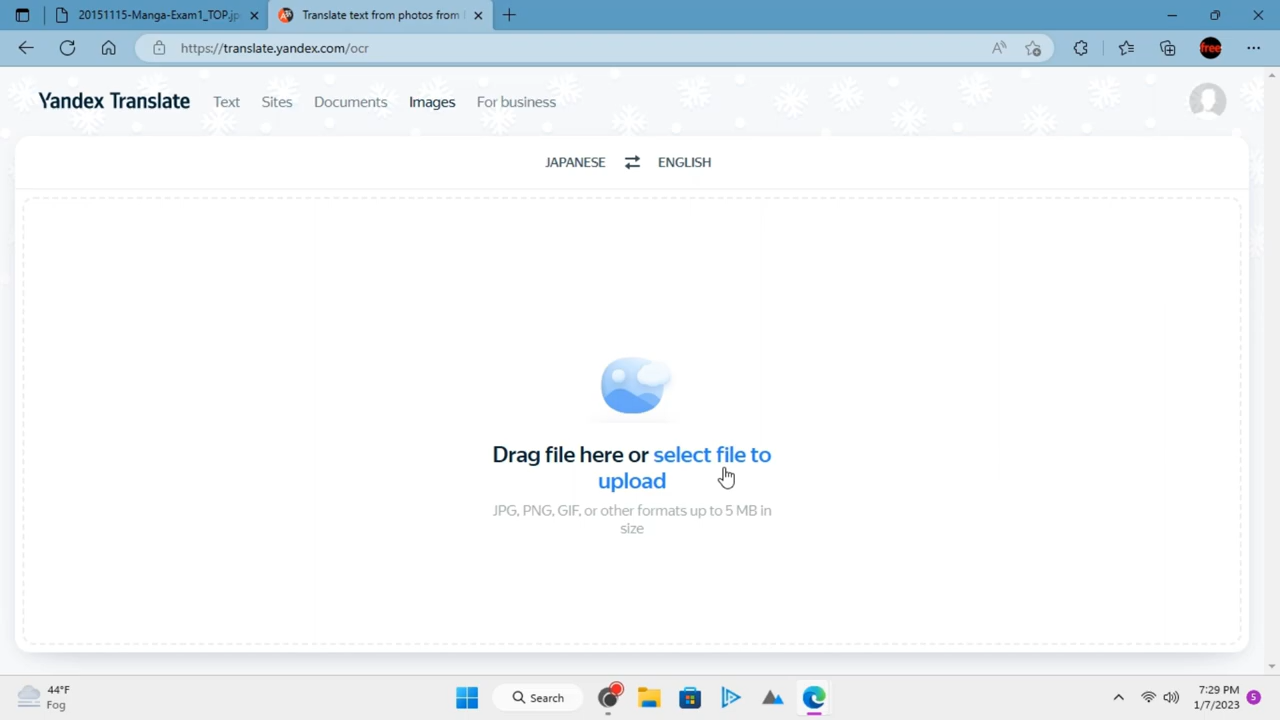 20151115-Manga-Exam1_TOP.jp
Translate text from photos from
https://translate.yandex.com/ocr
free
Yandex Translate Text Sites Documents Images For business
JAPANESE ENGLISH
Drag file here or select file to
upload
JPG, PNG, GIF, or other formats up to 5 MB in
size
44°F
Fog
Search
7:29 PM
1/7/2023
5